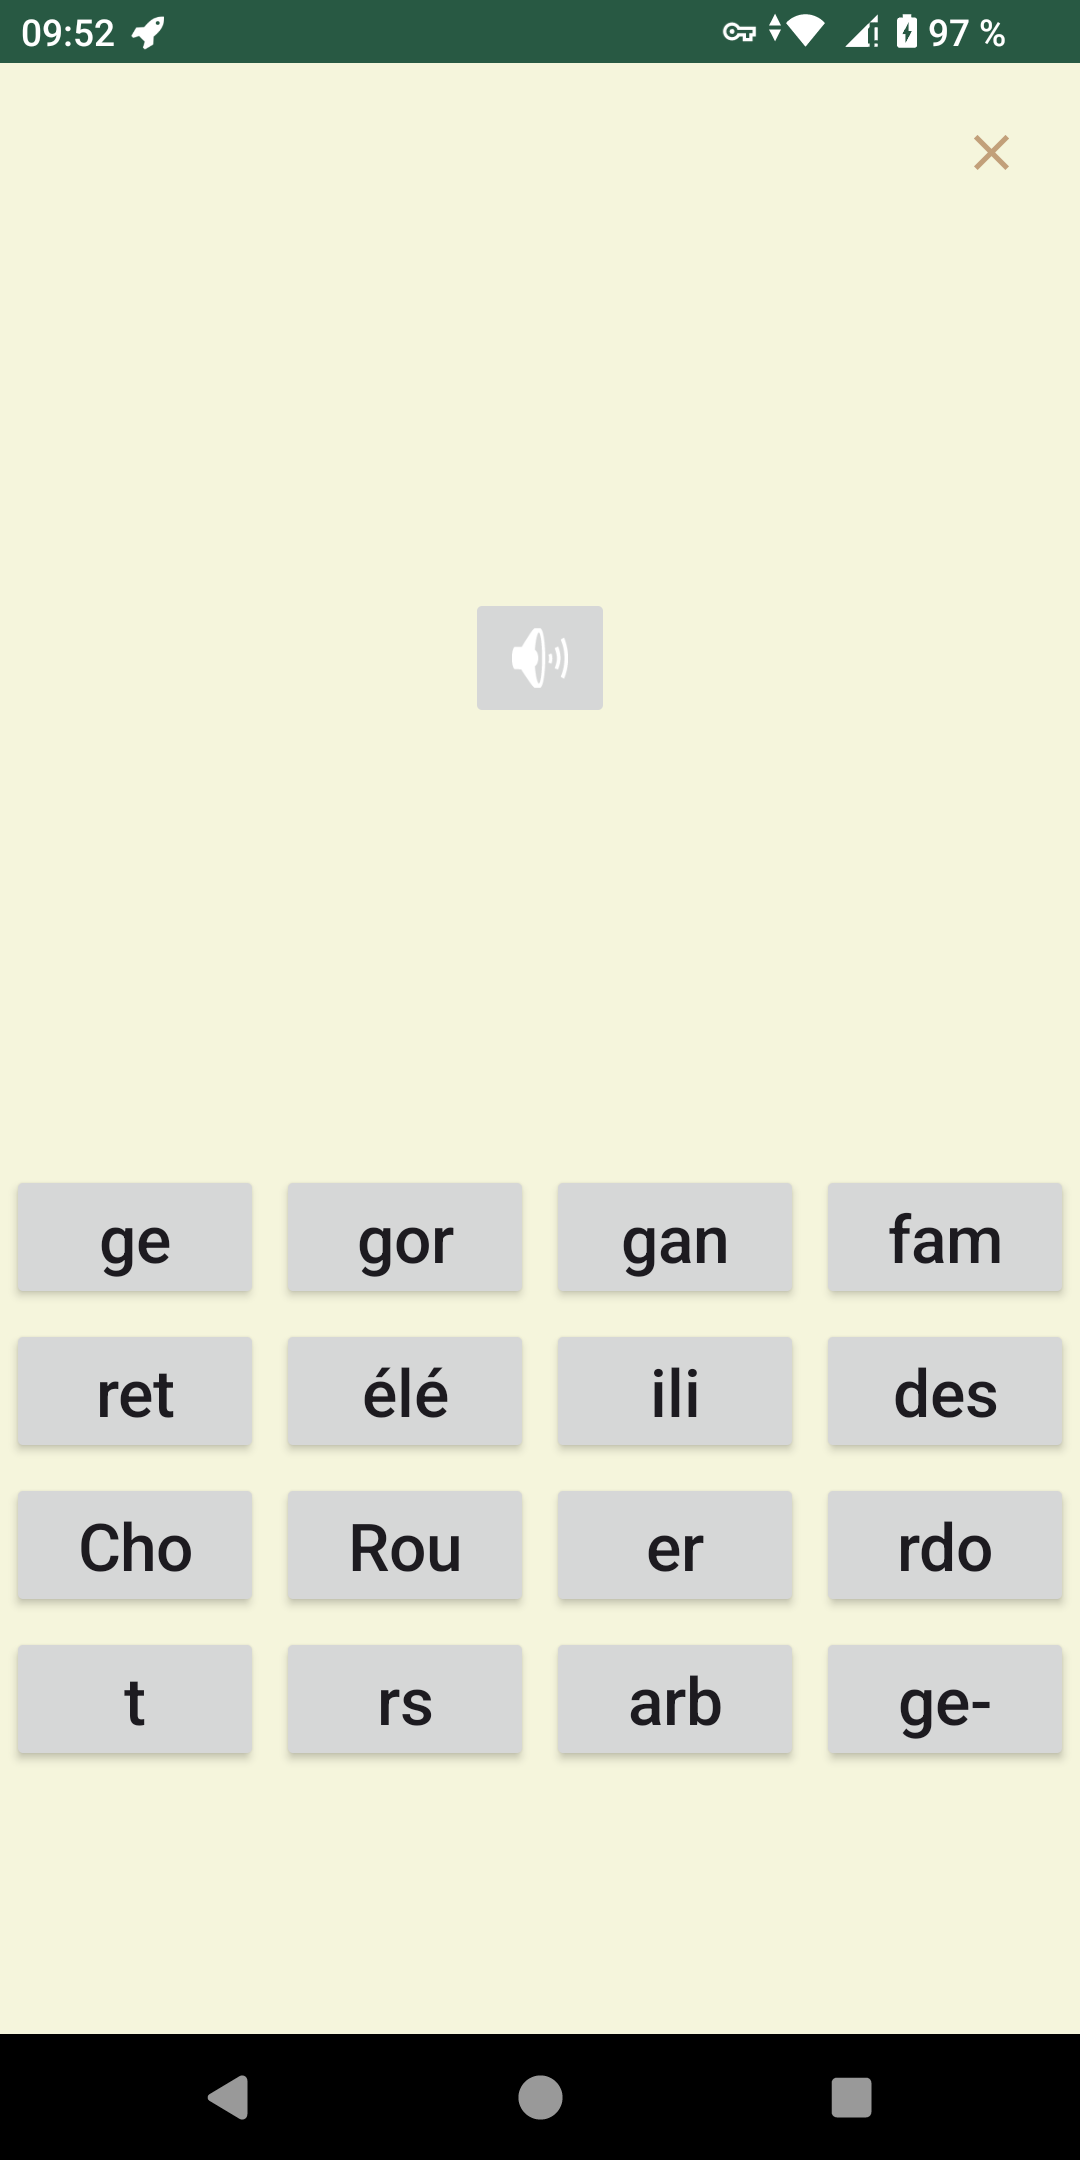 09:52 97 %
ge gor gan fam
ret élé ili des
Cho Rou er rdo
t rs arb ge-